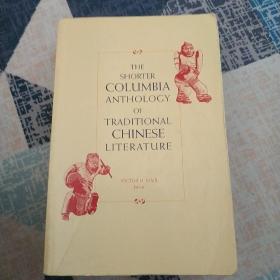 THE
SHORTER
COLUMBIA
ANTHOLOGY
OF
TRADITIONAL
CHINESE
LITERATURE
VICTOR H. MAIR